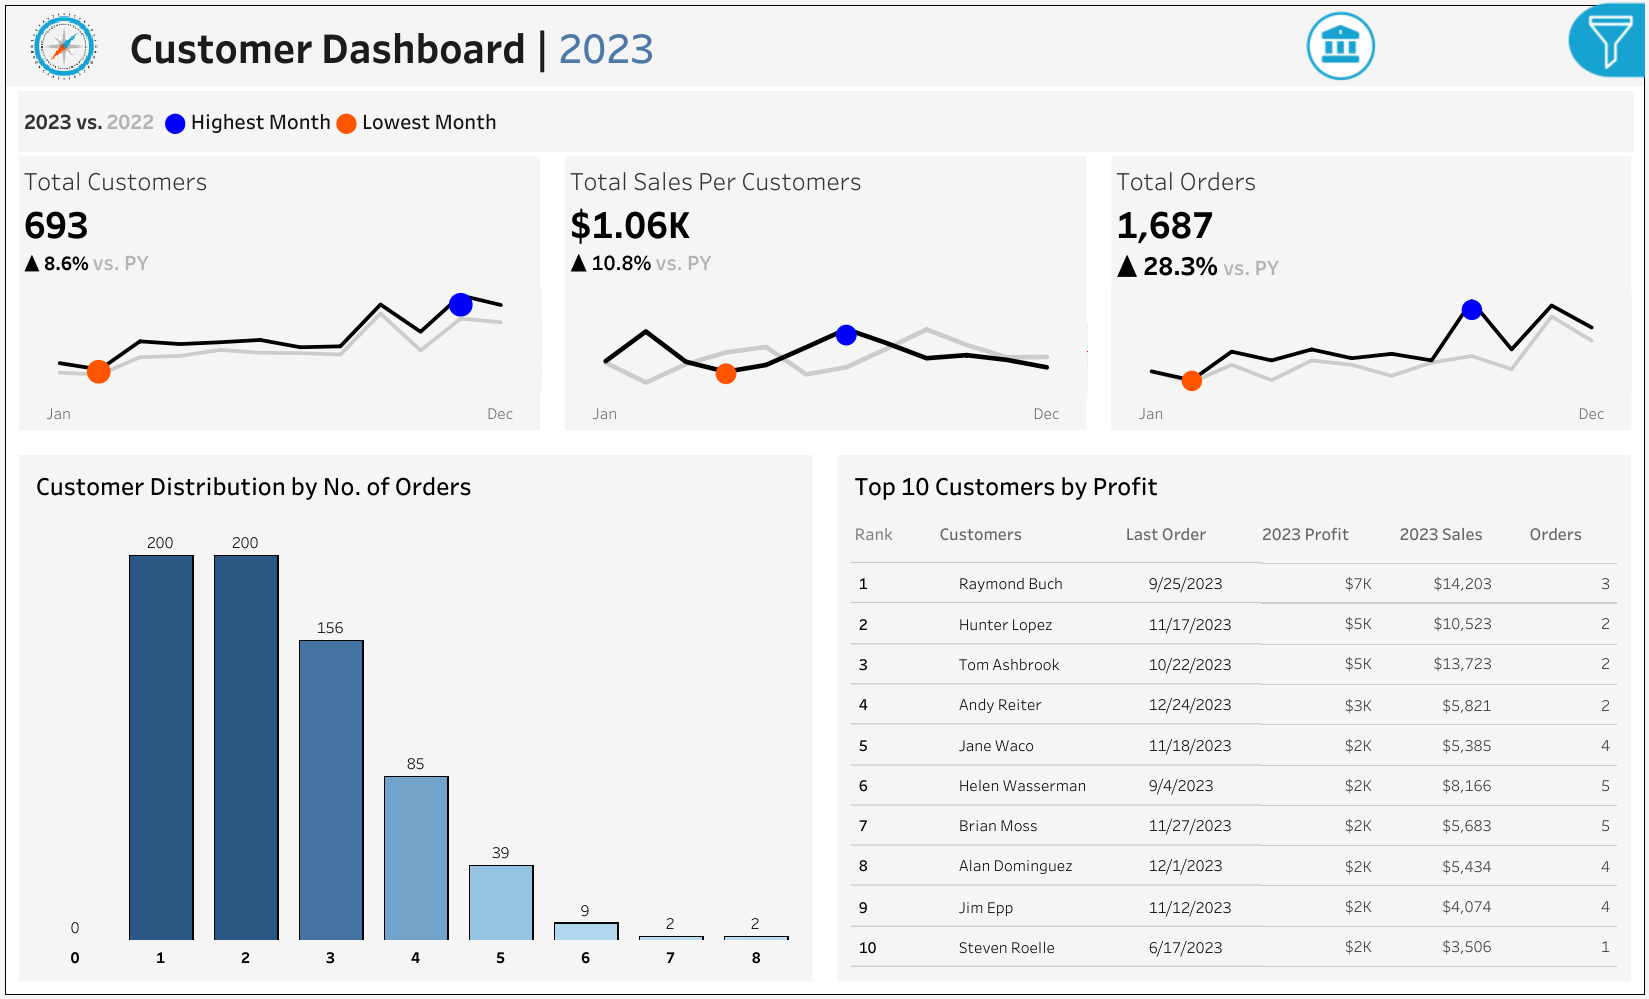 Customer Dashboard | 2023
2023 vs. 2022 Highest Month Lowest Month
Total Customers
693
▲ 8.6% vs. PY
Jan Dec
Total Sales Per Customers
$1.06K
▲ 10.8% vs. PY
Jan Dec
Total Orders
1,687
▲ 28.3% vs. PY
Jan Dec
Customer Distribution by No. of Orders
0 200 200 156 85 39 9 2 2
0 1 2 3 4 5 6 7 8
Top 10 Customers by Profit
Rank Customers Last Order 2023 Profit 2023 Sales Orders
1 Raymond Buch 9/25/2023 $7K $14,203 3
2 Hunter Lopez 11/17/2023 $5K $10,523 2
3 Tom Ashbrook 10/22/2023 $5K $13,723 2
4 Andy Reiter 12/24/2023 $3K $5,821 2
5 Jane Waco 11/18/2023 $2K $5,385 4
6 Helen Wasserman 9/4/2023 $2K $8,166 5
7 Brian Moss 11/27/2023 $2K $5,683 5
8 Alan Dominguez 12/1/2023 $2K $5,434 4
9 Jim Epp 11/12/2023 $2K $4,074 4
10 Steven Roelle 6/17/2023 $2K $3,506 1